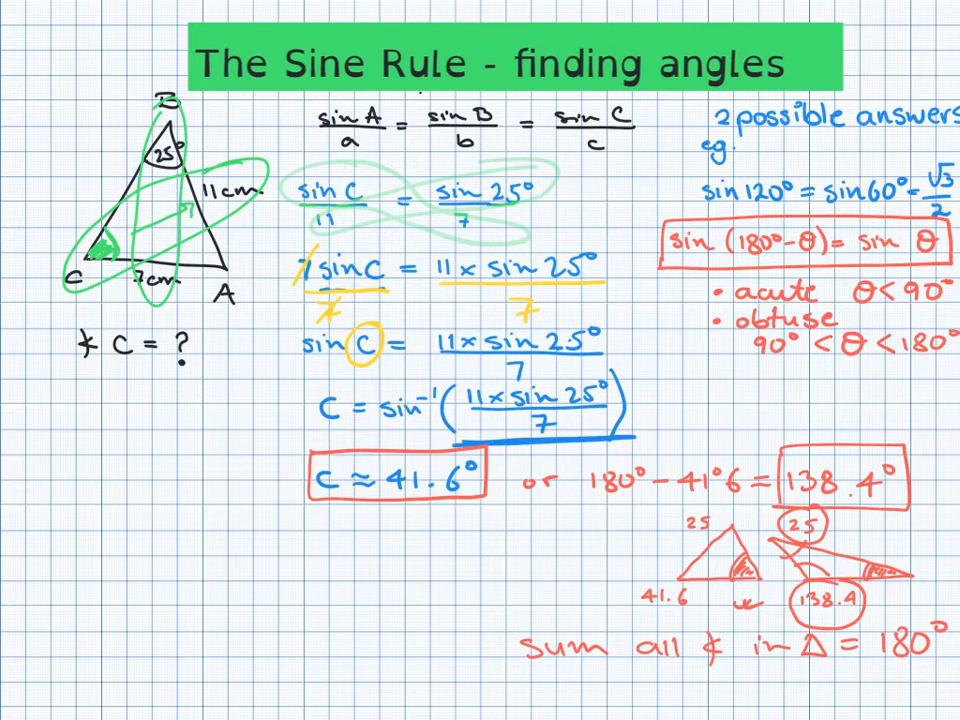 The Sine Rule - finding angles
B
25°
11cm
C
7cm
A
∡ C = ?
sin A / a = sin B / b = sin C / c
sin C / 11 = sin 25° / 7
7 sin C / 7 = 11 × sin 25° / 7
sin C = 11 × sin 25° / 7
C = sin⁻¹ ( 11 × sin 25° / 7 )
C ≈ 41.6°
or 180° - 41°6 = 138.4°
2 possible answers
eg.
sin 120° = sin 60° = √3 / 2
sin (180° - θ) = sin θ
• acute θ < 90°
• obtuse
90° < θ < 180°
25
41.6
25
138.4
sum all ∡ in Δ = 180°